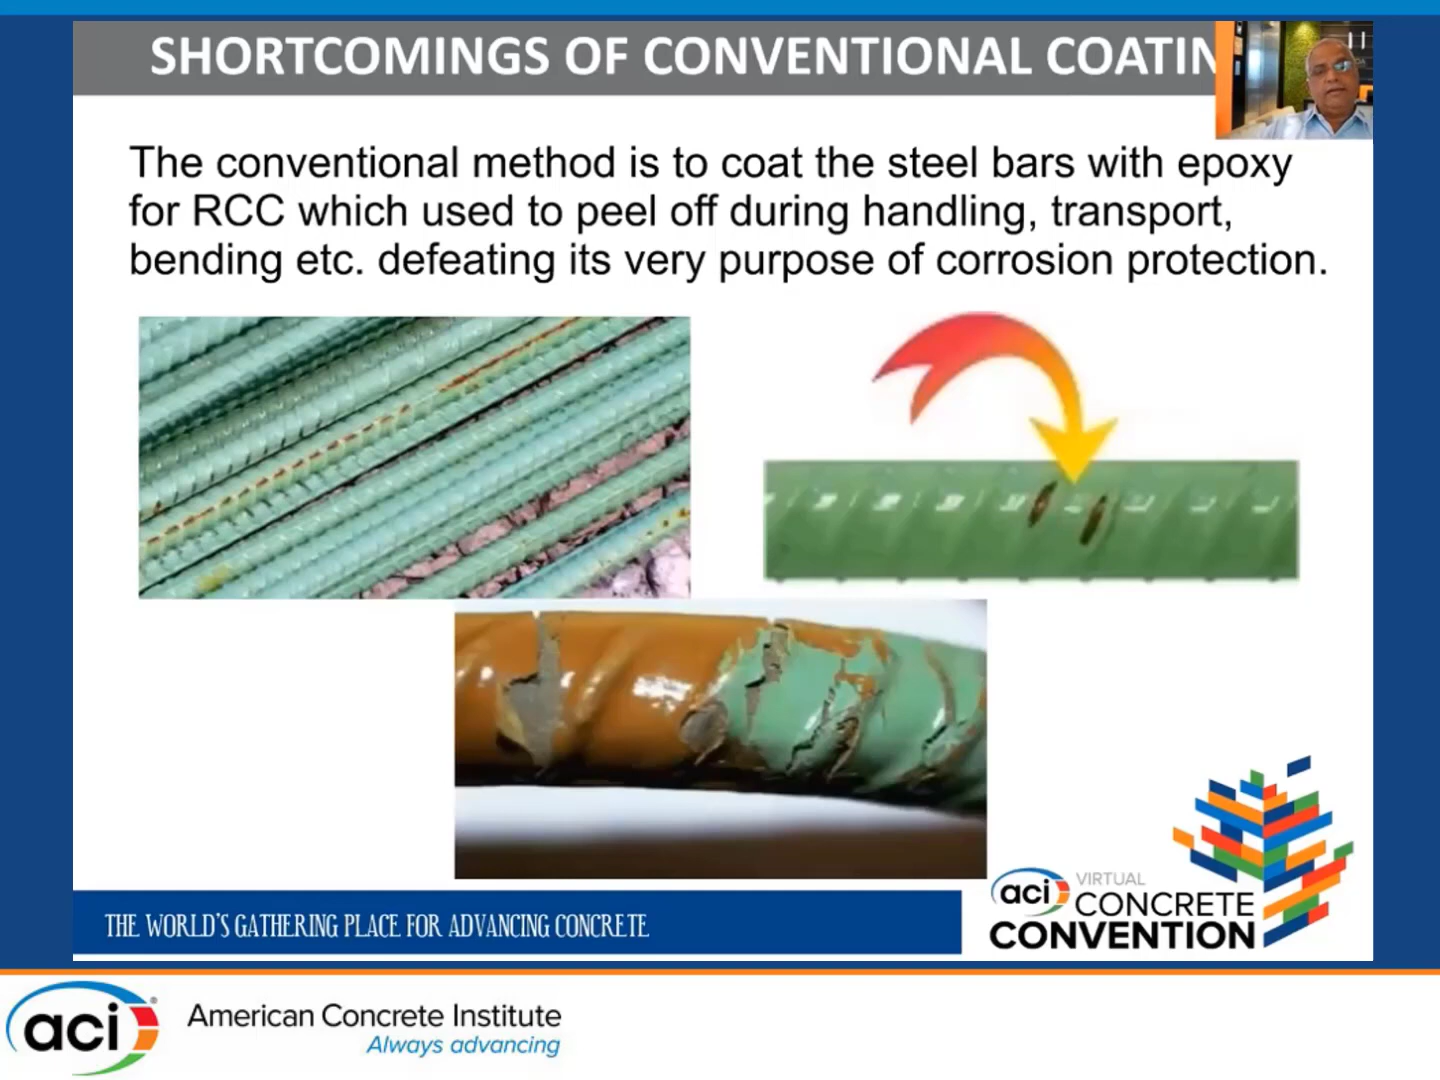 SHORTCOMINGS OF CONVENTIONAL COATIN
The conventional method is to coat the steel bars with epoxy
for RCC which used to peel off during handling, transport,
bending etc. defeating its very purpose of corrosion protection.
THE WORLD'S GATHERING PLACE FOR ADVANCING CONCRETE
aci VIRTUAL
CONCRETE
CONVENTION
aci®
American Concrete Institute
Always advancing